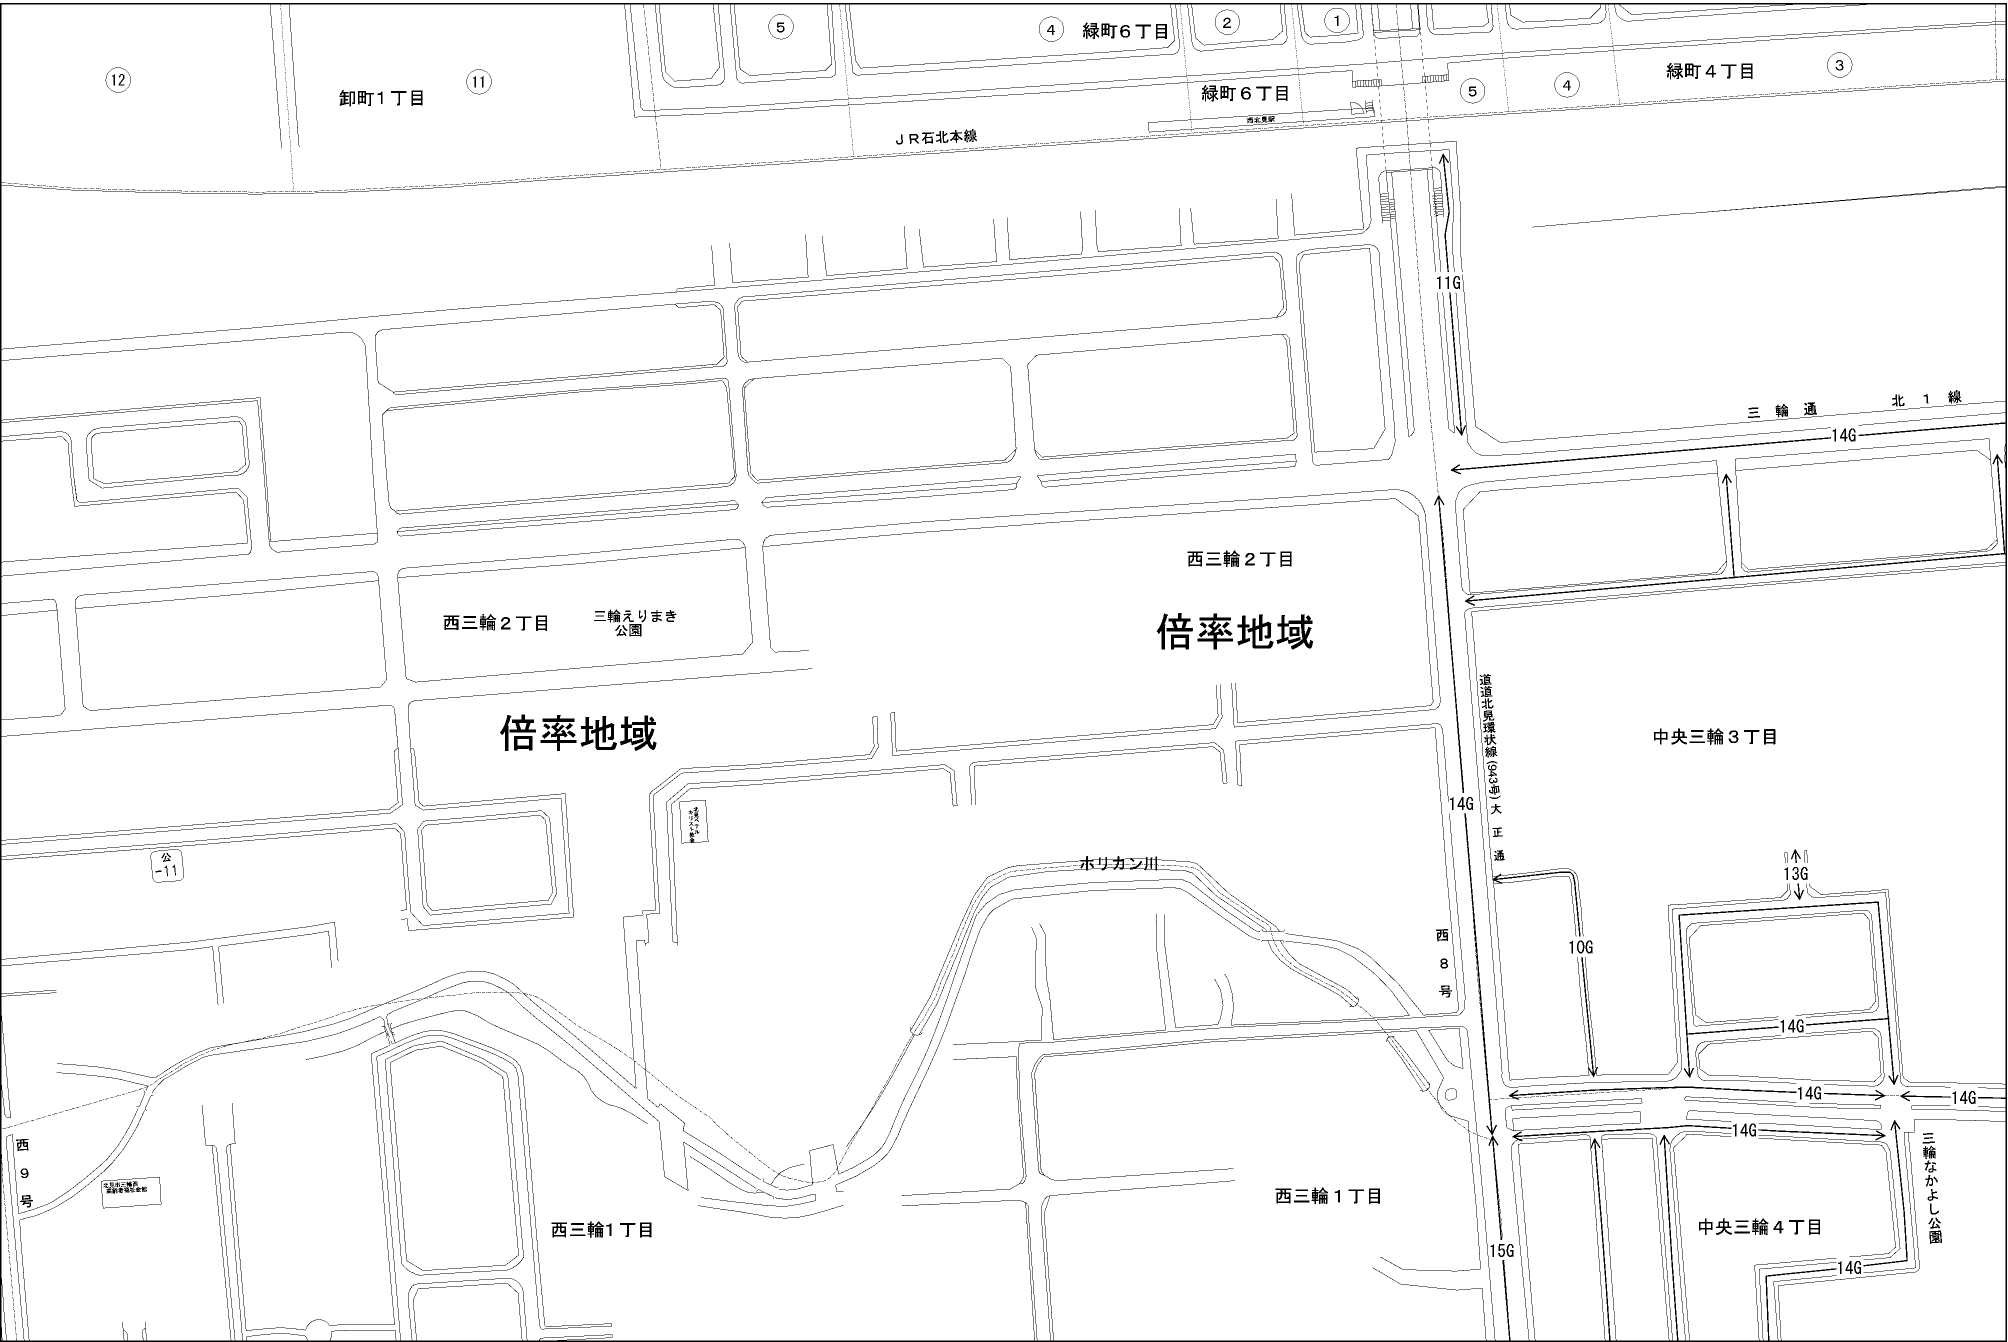 ⑤
④
緑町６丁目
②
①
⑫
卸町１丁目
⑪
緑町６丁目
⑤
④
緑町４丁目
③
西北見駅
ＪＲ石北本線
11G
三輪通
北１線
14G
西三輪２丁目
西三輪２丁目
三輪えりまき
公園
倍率地域
倍率地域
道道北見環状線(943号)大正通
中央三輪３丁目
14G
公
-11
ホリカン川
13G
10G
西８号
14G
14G
14G
14G
西９号
三輪なかよし公園
西三輪1丁目
西三輪１丁目
中央三輪４丁目
15G
14G